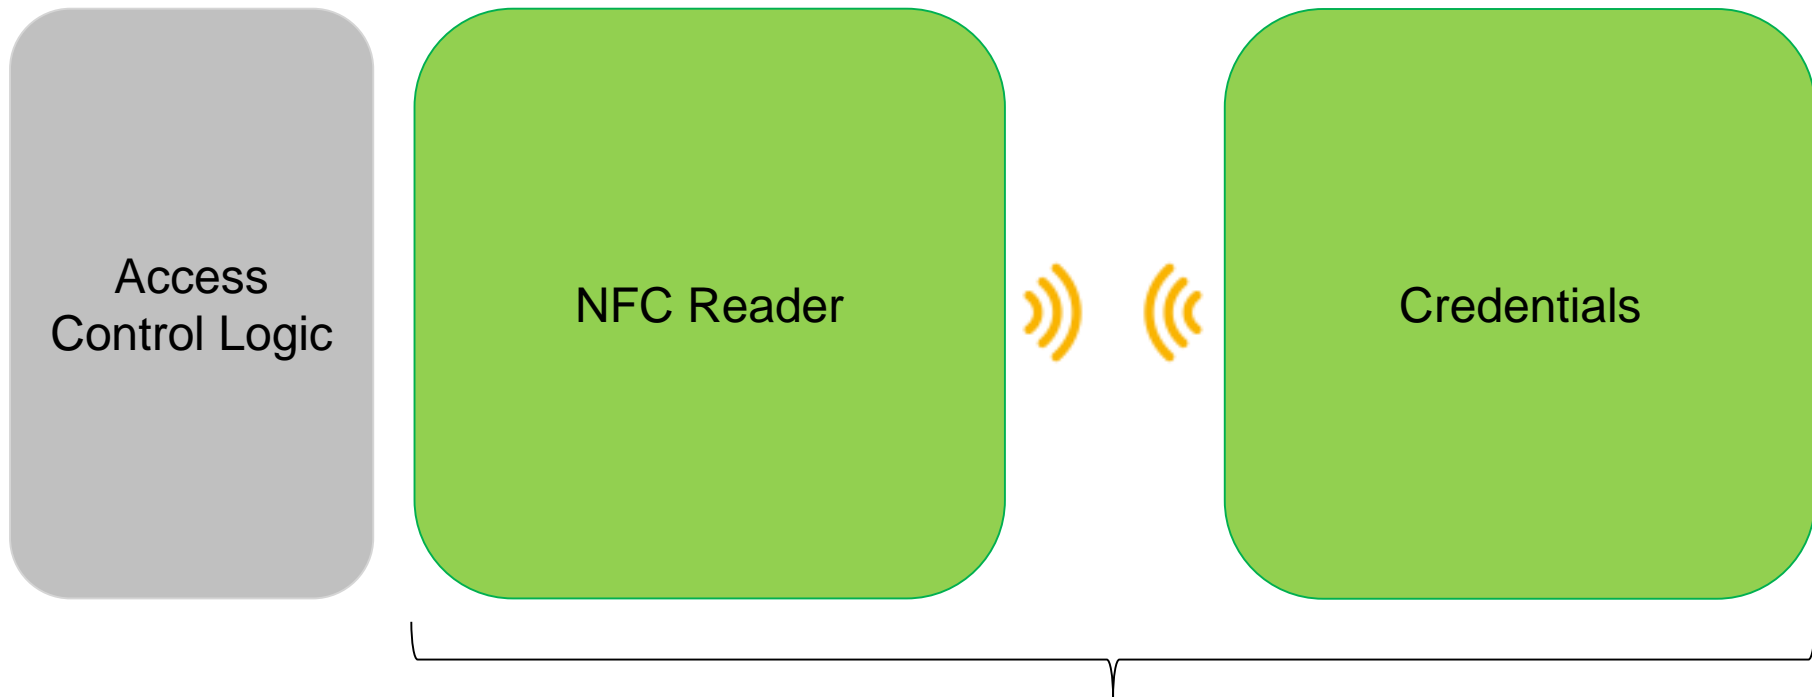 Access
Control Logic
NFC Reader
Credentials